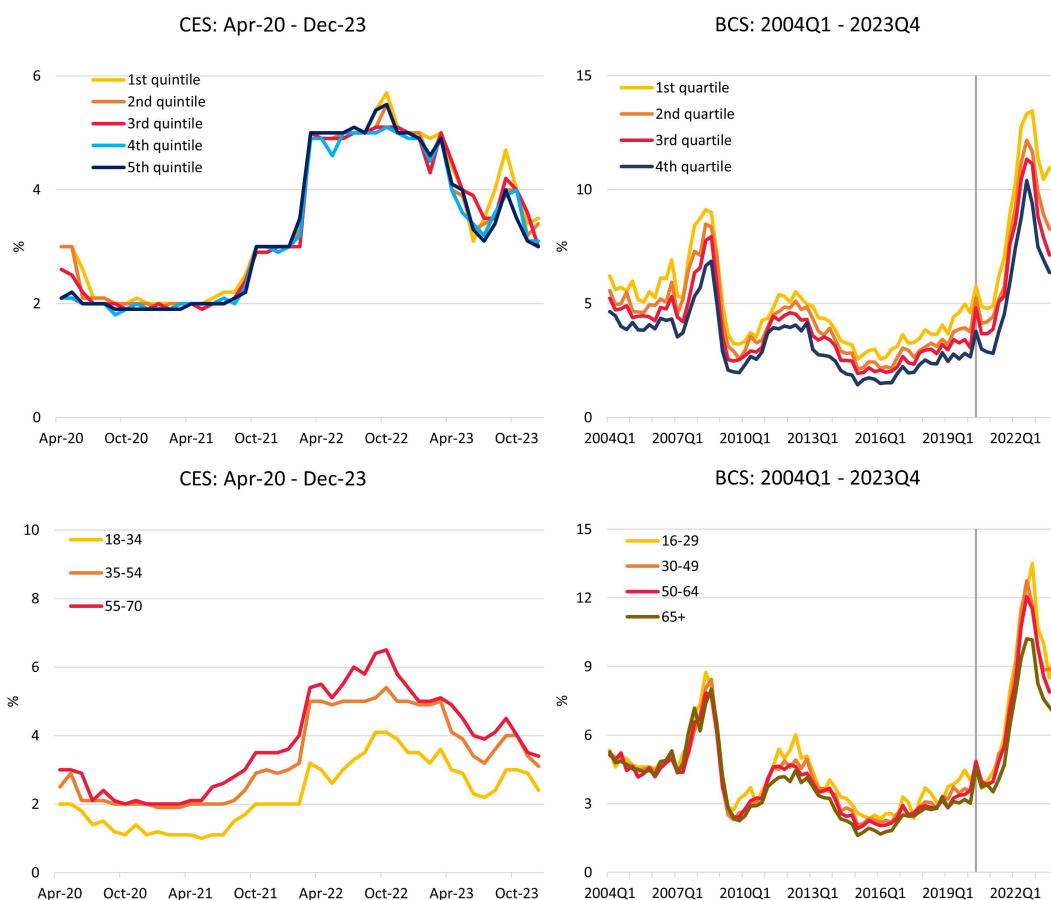 CES: Apr-20 - Dec-23
6
4
2
0
%
1st quintile
2nd quintile
3rd quintile
4th quintile
5th quintile
Apr-20 Oct-20 Apr-21 Oct-21 Apr-22 Oct-22 Apr-23 Oct-23
BCS: 2004Q1 - 2023Q4
15
10
5
0
%
1st quartile
2nd quartile
3rd quartile
4th quartile
2004Q1 2007Q1 2010Q1 2013Q1 2016Q1 2019Q1 2022Q1
CES: Apr-20 - Dec-23
10
8
6
4
2
0
%
18-34
35-54
55-70
Apr-20 Oct-20 Apr-21 Oct-21 Apr-22 Oct-22 Apr-23 Oct-23
BCS: 2004Q1 - 2023Q4
15
12
9
6
3
0
%
16-29
30-49
50-64
65+
2004Q1 2007Q1 2010Q1 2013Q1 2016Q1 2019Q1 2022Q1